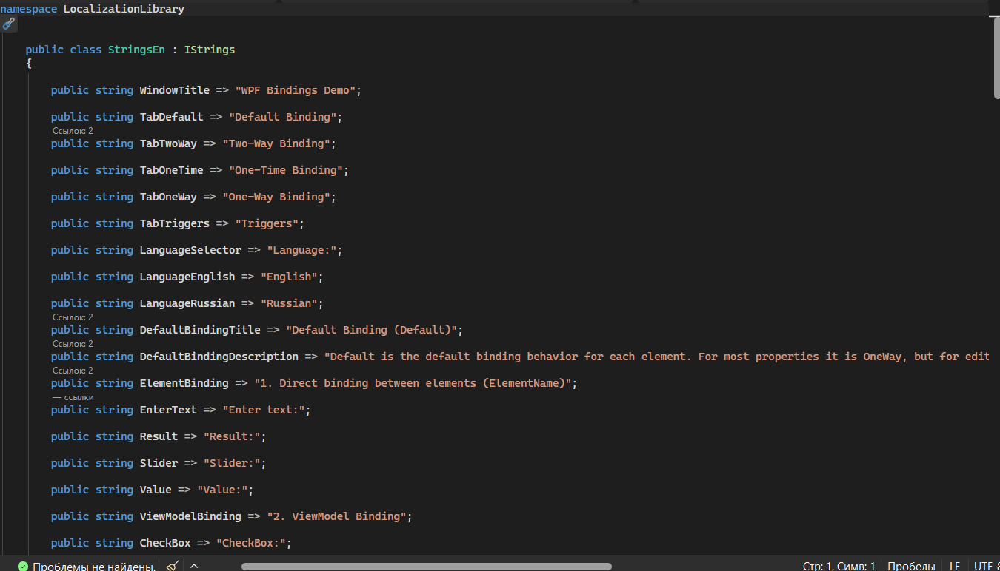 namespace LocalizationLibrary
public class StringsEn : IStrings
{
public string WindowTitle => "WPF Bindings Demo";
public string TabDefault => "Default Binding";
Ссылок: 2
public string TabTwoWay => "Two-Way Binding";
public string TabOneTime => "One-Time Binding";
public string TabOneWay => "One-Way Binding";
public string TabTriggers => "Triggers";
public string LanguageSelector => "Language:";
public string LanguageEnglish => "English";
public string LanguageRussian => "Russian";
Ссылок: 2
public string DefaultBindingTitle => "Default Binding (Default)";
Ссылок: 2
public string DefaultBindingDescription => "Default is the default binding behavior for each element. For most properties it is OneWay, but for edit
Ссылок: 2
public string ElementBinding => "1. Direct binding between elements (ElementName)";
— ссылки
public string EnterText => "Enter text:";
public string Result => "Result:";
public string Slider => "Slider:";
public string Value => "Value:";
public string ViewModelBinding => "2. ViewModel Binding";
public string CheckBox => "CheckBox:";
Проблемы не найдены. Стр: 1, Симв: 1 Пробелы LF UTF-8